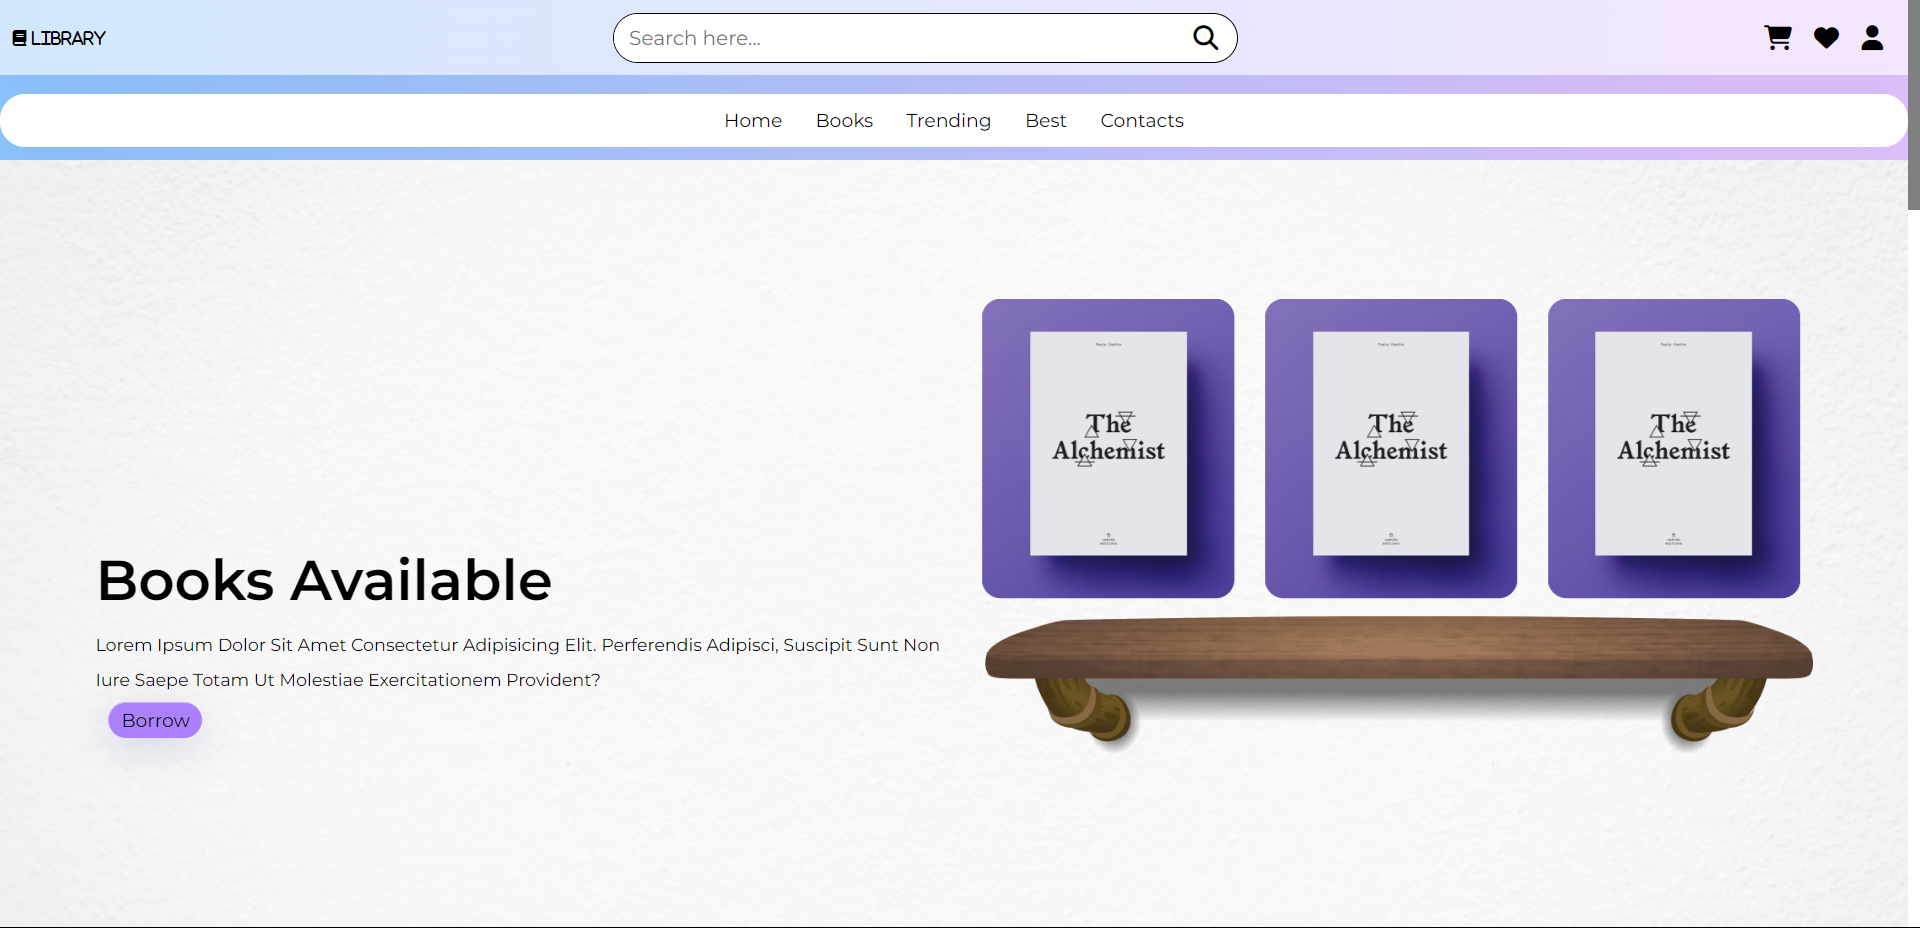 LIBRARY
Search here...
Home Books Trending Best Contacts
The
Alchemist
The
Alchemist
The
Alchemist
Books Available
Lorem Ipsum Dolor Sit Amet Consectetur Adipisicing Elit. Perferendis Adipisci, Suscipit Sunt Non
Iure Saepe Totam Ut Molestiae Exercitationem Provident?
Borrow